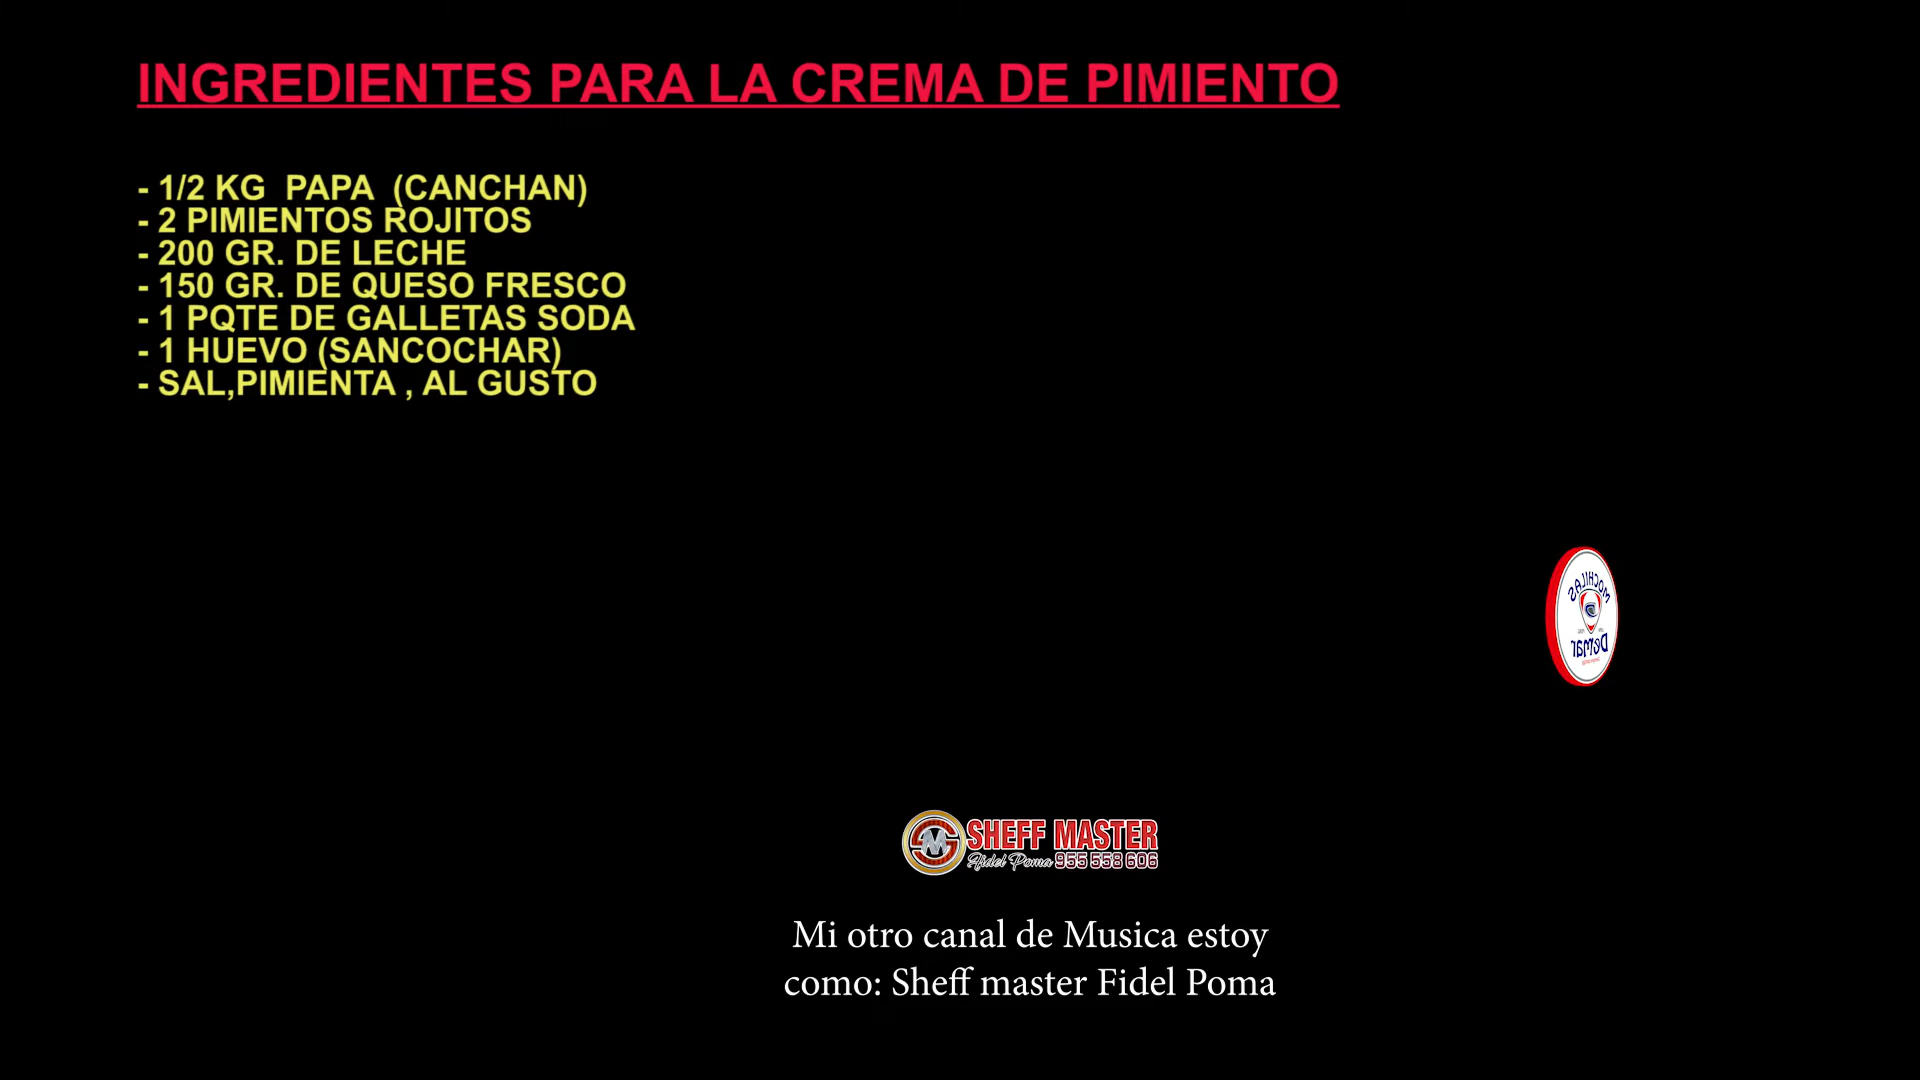 INGREDIENTES PARA LA CREMA DE PIMIENTO
- 1/2 KG PAPA (CANCHAN)
- 2 PIMIENTOS ROJITOS
- 200 GR. DE LECHE
- 150 GR. DE QUESO FRESCO
- 1 PQTE DE GALLETAS SODA
- 1 HUEVO (SANCOCHAR)
- SAL,PIMIENTA , AL GUSTO
MOCHILAS
Demar
SHEFF MASTER
Fidel Poma 955 558 606
Mi otro canal de Musica estoy
como: Sheff master Fidel Poma